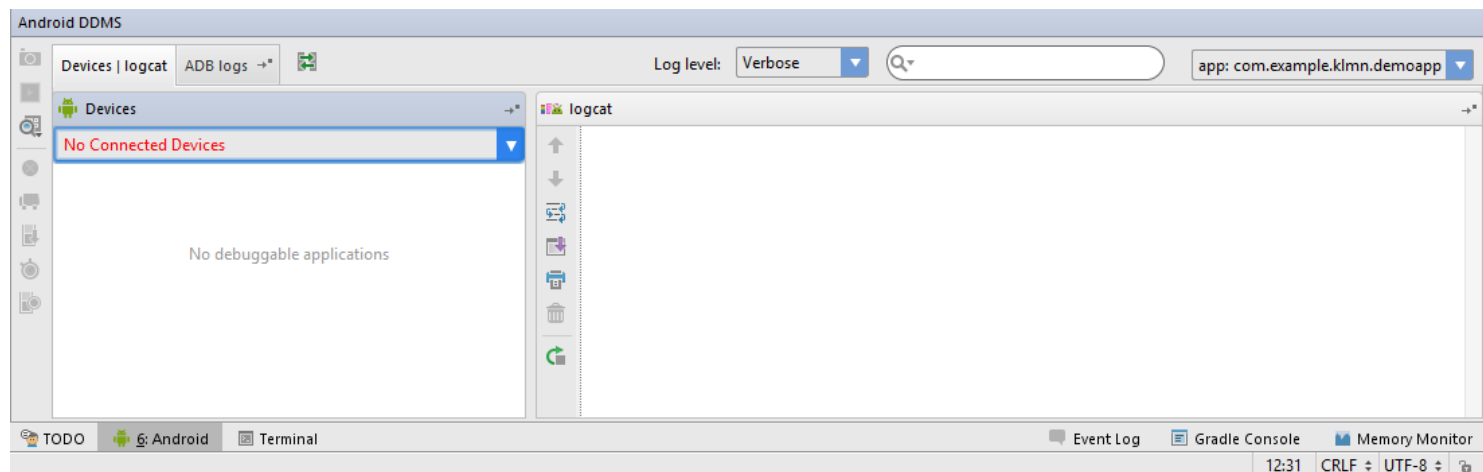 Android DDMS
Devices | logcat ADB logs Log level: Verbose app: com.example.klmn.demoapp
Devices logcat
No Connected Devices
No debuggable applications
TODO 6: Android Terminal Event Log Gradle Console Memory Monitor
12:31 CRLF UTF-8